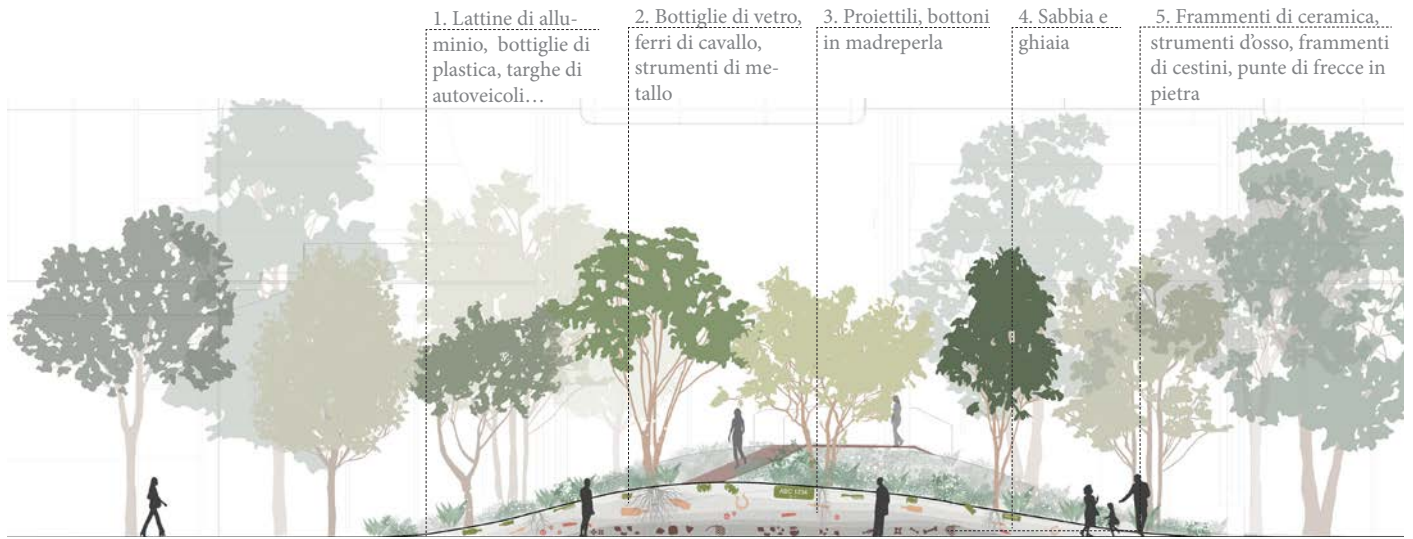 1. Lattine di allu-
minio, bottiglie di
plastica, targhe di
autoveicoli…
2. Bottiglie di vetro,
ferri di cavallo,
strumenti di me-
tallo
3. Proiettili, bottoni
in madreperla
4. Sabbia e
ghiaia
5. Frammenti di ceramica,
strumenti d'osso, frammenti
di cestini, punte di frecce in
pietra
ABC 1234